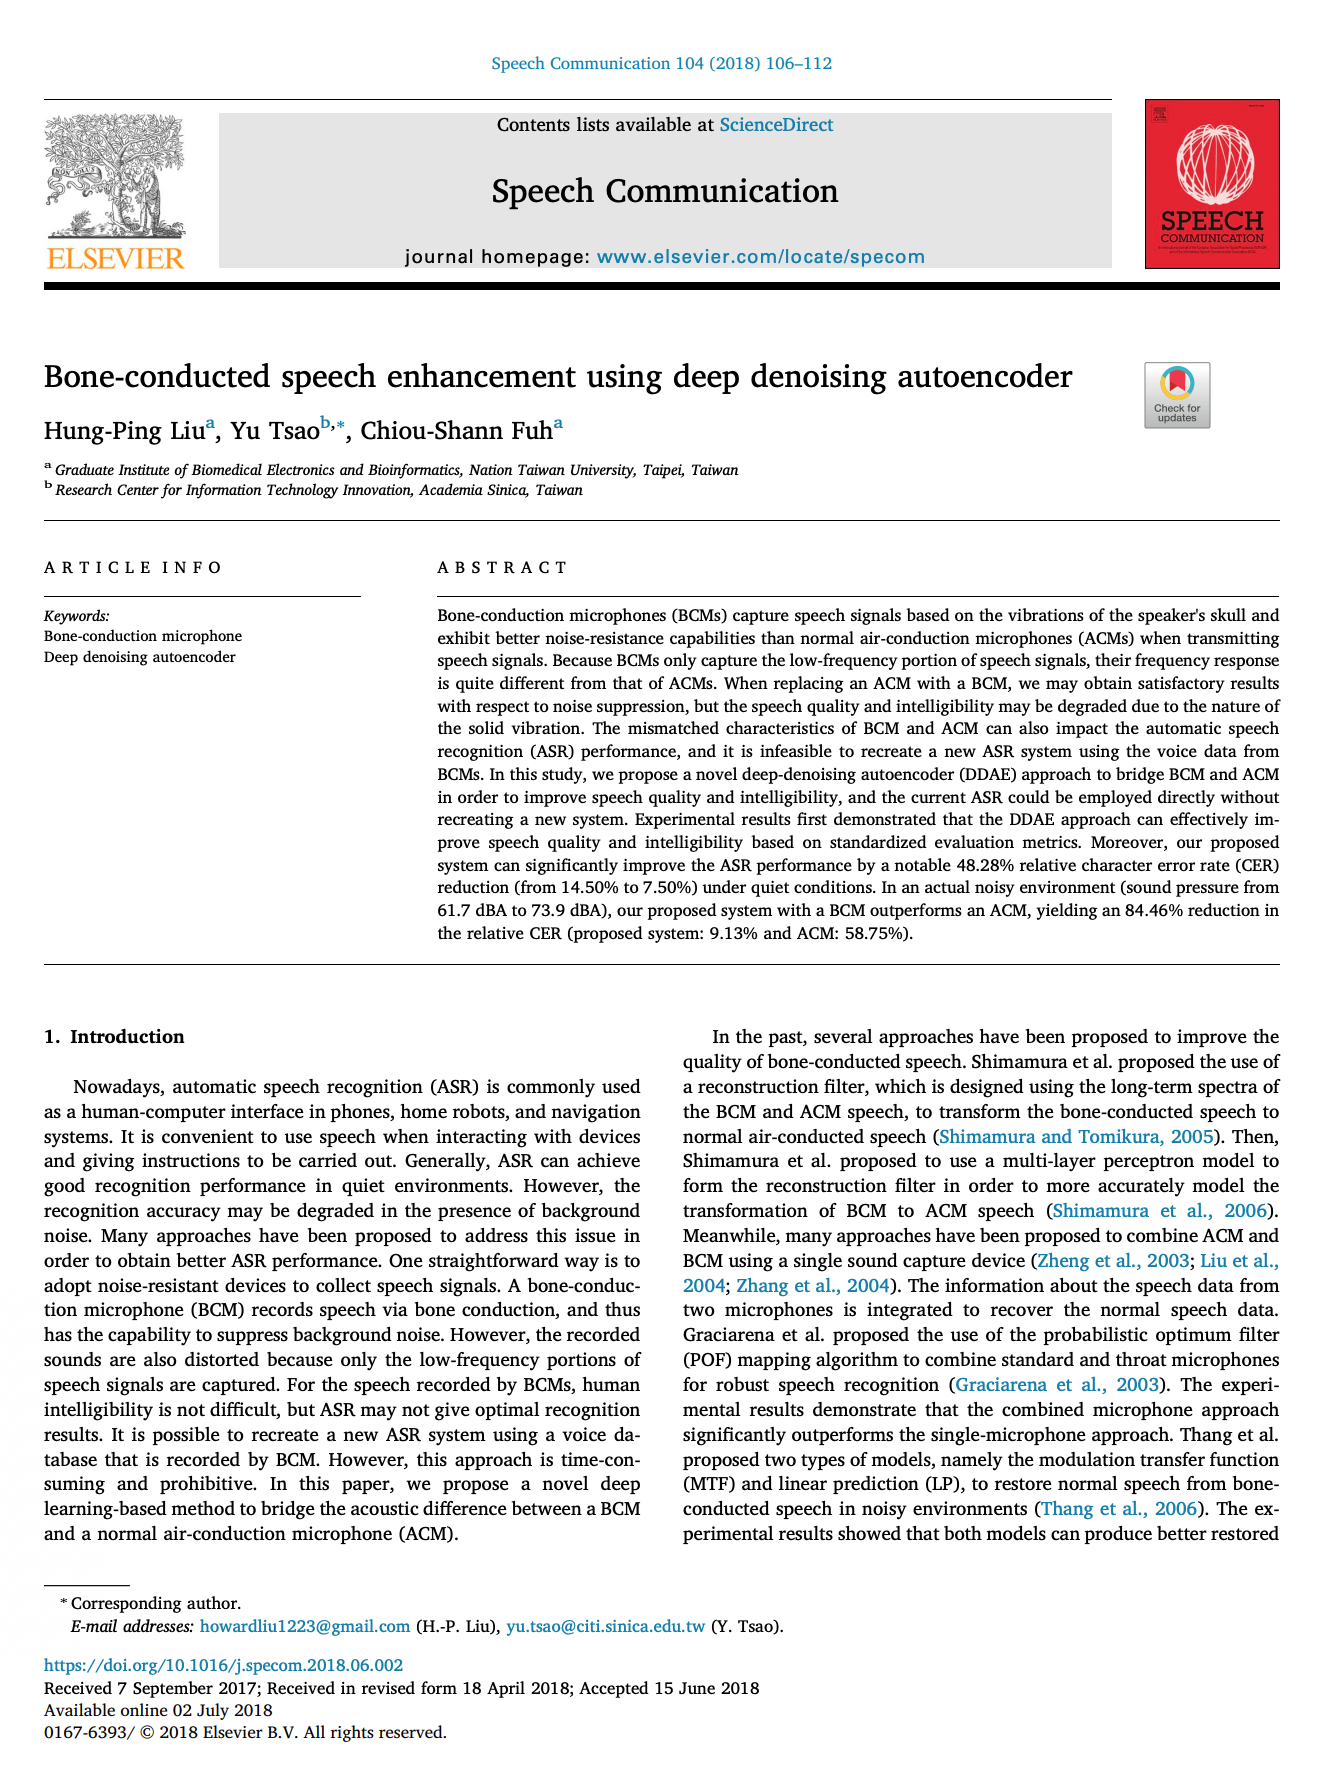 Speech Communication 104 (2018) 106–112
Contents lists available at ScienceDirect
Speech Communication
journal homepage: www.elsevier.com/locate/specom
ELSEVIER
SPEECH
COMMUNICATION
Bone-conducted speech enhancement using deep denoising autoencoder
Check for
updates
Hung-Ping Liuᵃ, Yu Tsaoᵇ,*, Chiou-Shann Fuhᵃ
ᵃ Graduate Institute of Biomedical Electronics and Bioinformatics, Nation Taiwan University, Taipei, Taiwan
ᵇ Research Center for Information Technology Innovation, Academia Sinica, Taiwan
ARTICLE INFO
Keywords:
Bone-conduction microphone
Deep denoising autoencoder
ABSTRACT
Bone-conduction microphones (BCMs) capture speech signals based on the vibrations of the speaker's skull and
exhibit better noise-resistance capabilities than normal air-conduction microphones (ACMs) when transmitting
speech signals. Because BCMs only capture the low-frequency portion of speech signals, their frequency response
is quite different from that of ACMs. When replacing an ACM with a BCM, we may obtain satisfactory results
with respect to noise suppression, but the speech quality and intelligibility may be degraded due to the nature of
the solid vibration. The mismatched characteristics of BCM and ACM can also impact the automatic speech
recognition (ASR) performance, and it is infeasible to recreate a new ASR system using the voice data from
BCMs. In this study, we propose a novel deep-denoising autoencoder (DDAE) approach to bridge BCM and ACM
in order to improve speech quality and intelligibility, and the current ASR could be employed directly without
recreating a new system. Experimental results first demonstrated that the DDAE approach can effectively im-
prove speech quality and intelligibility based on standardized evaluation metrics. Moreover, our proposed
system can significantly improve the ASR performance by a notable 48.28% relative character error rate (CER)
reduction (from 14.50% to 7.50%) under quiet conditions. In an actual noisy environment (sound pressure from
61.7 dBA to 73.9 dBA), our proposed system with a BCM outperforms an ACM, yielding an 84.46% reduction in
the relative CER (proposed system: 9.13% and ACM: 58.75%).
1. Introduction
Nowadays, automatic speech recognition (ASR) is commonly used
as a human-computer interface in phones, home robots, and navigation
systems. It is convenient to use speech when interacting with devices
and giving instructions to be carried out. Generally, ASR can achieve
good recognition performance in quiet environments. However, the
recognition accuracy may be degraded in the presence of background
noise. Many approaches have been proposed to address this issue in
order to obtain better ASR performance. One straightforward way is to
adopt noise-resistant devices to collect speech signals. A bone-conduc-
tion microphone (BCM) records speech via bone conduction, and thus
has the capability to suppress background noise. However, the recorded
sounds are also distorted because only the low-frequency portions of
speech signals are captured. For the speech recorded by BCMs, human
intelligibility is not difficult, but ASR may not give optimal recognition
results. It is possible to recreate a new ASR system using a voice da-
tabase that is recorded by BCM. However, this approach is time-con-
suming and prohibitive. In this paper, we propose a novel deep
learning-based method to bridge the acoustic difference between a BCM
and a normal air-conduction microphone (ACM).
In the past, several approaches have been proposed to improve the
quality of bone-conducted speech. Shimamura et al. proposed the use of
a reconstruction filter, which is designed using the long-term spectra of
the BCM and ACM speech, to transform the bone-conducted speech to
normal air-conducted speech (Shimamura and Tomikura, 2005). Then,
Shimamura et al. proposed to use a multi-layer perceptron model to
form the reconstruction filter in order to more accurately model the
transformation of BCM to ACM speech (Shimamura et al., 2006).
Meanwhile, many approaches have been proposed to combine ACM and
BCM using a single sound capture device (Zheng et al., 2003; Liu et al.,
2004; Zhang et al., 2004). The information about the speech data from
two microphones is integrated to recover the normal speech data.
Graciarena et al. proposed the use of the probabilistic optimum filter
(POF) mapping algorithm to combine standard and throat microphones
for robust speech recognition (Graciarena et al., 2003). The experi-
mental results demonstrate that the combined microphone approach
significantly outperforms the single-microphone approach. Thang et al.
proposed two types of models, namely the modulation transfer function
(MTF) and linear prediction (LP), to restore normal speech from bone-
conducted speech in noisy environments (Thang et al., 2006). The ex-
perimental results showed that both models can produce better restored
* Corresponding author.
E-mail addresses: howardliu1223@gmail.com (H.-P. Liu), yu.tsao@citi.sinica.edu.tw (Y. Tsao).
https://doi.org/10.1016/j.specom.2018.06.002
Received 7 September 2017; Received in revised form 18 April 2018; Accepted 15 June 2018
Available online 02 July 2018
0167-6393/ © 2018 Elsevier B.V. All rights reserved.